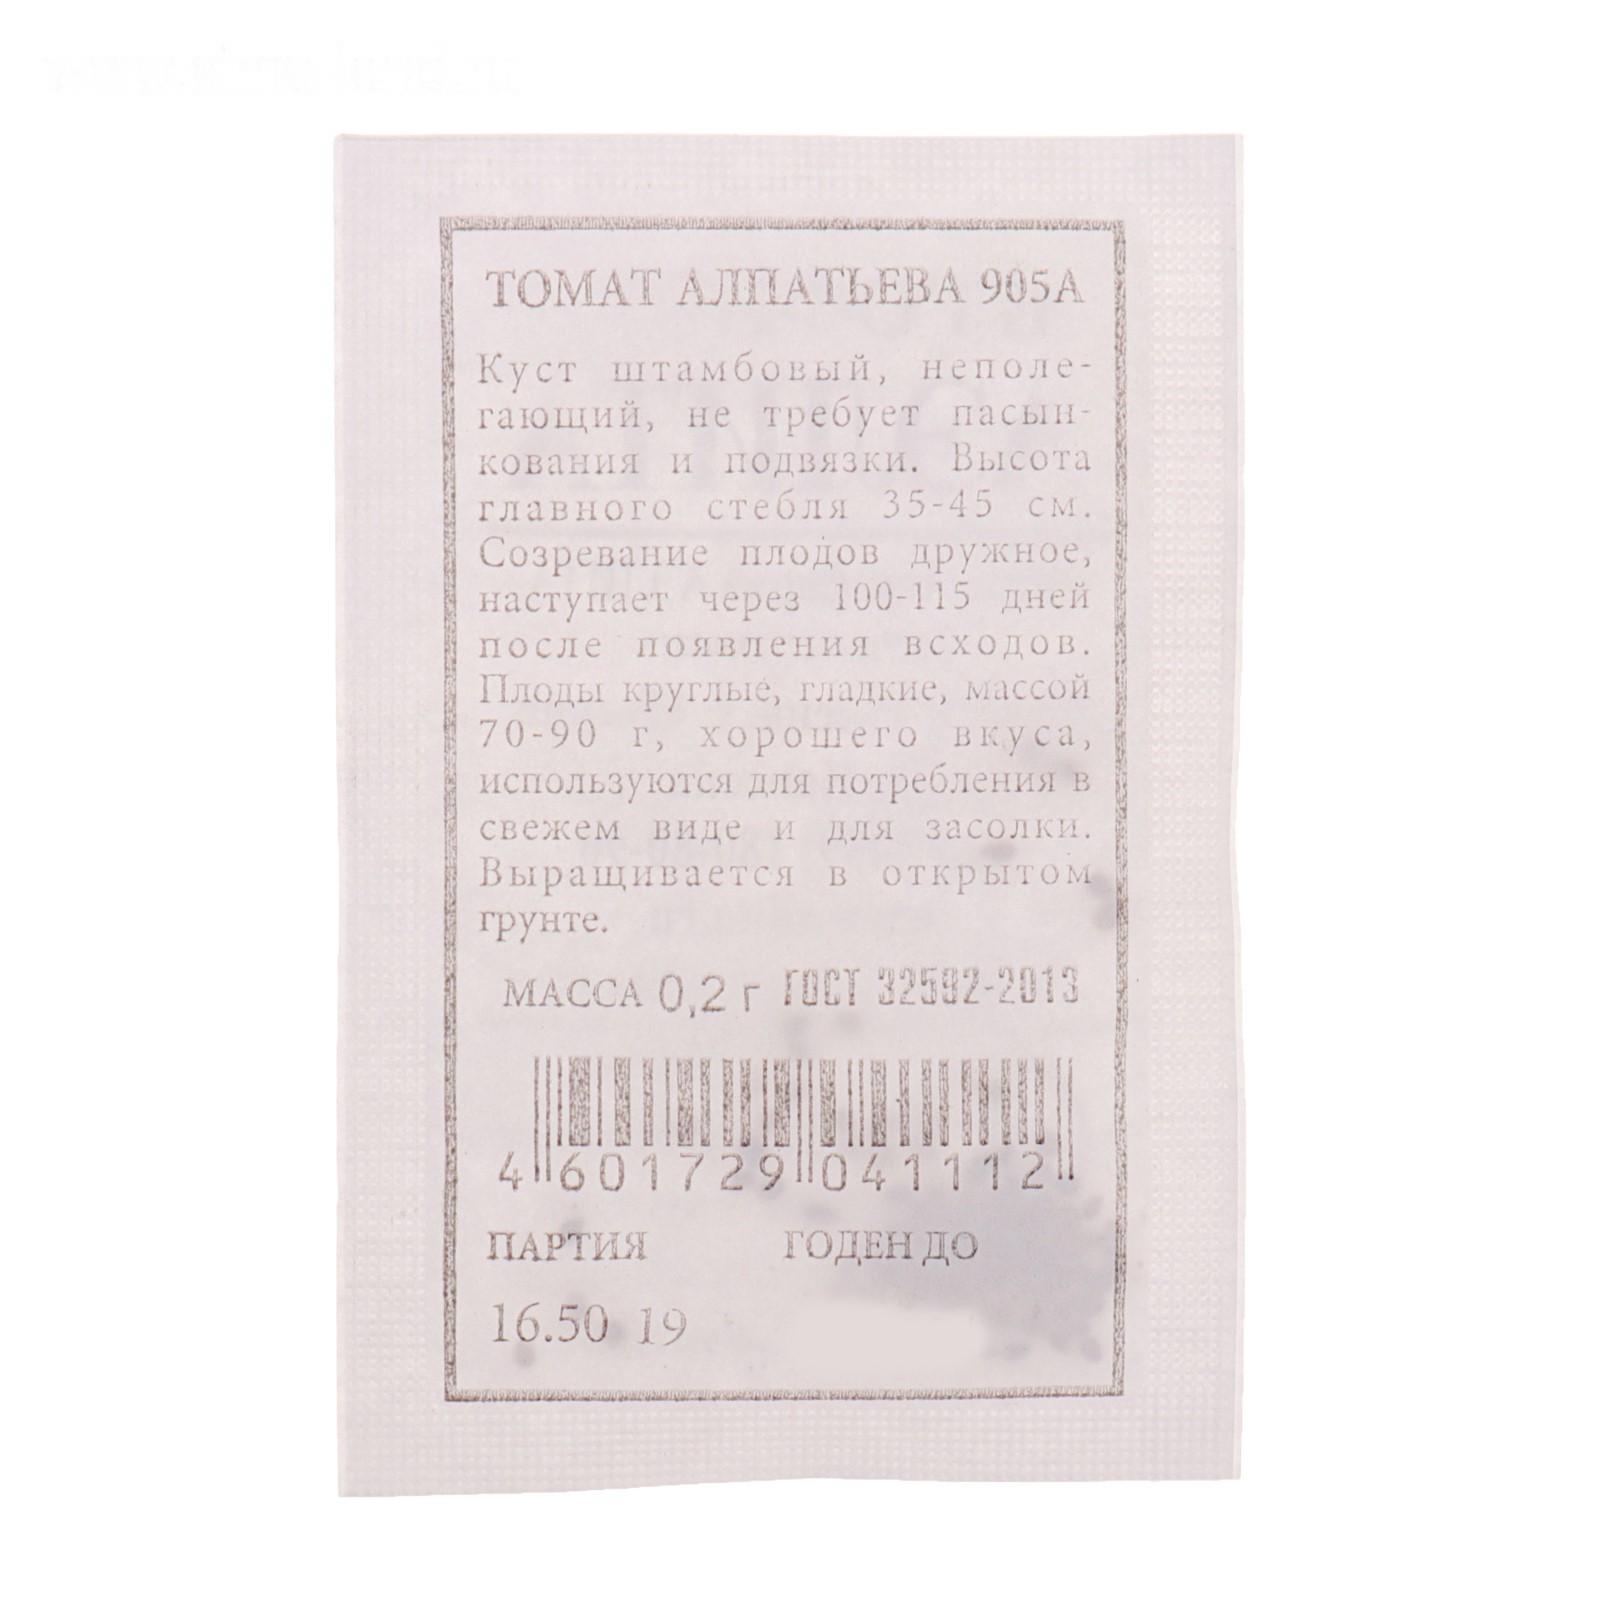 ТОМАТ АЛПАТЬЕВА 905А
Куст штамбовый, неполе-
гающий, не требует пасын-
кования и подвязки. Высота
главного стебля 35-45 см.
Созревание плодов дружное,
наступает через 100-115 дней
после появления всходов.
Плоды круглые, гладкие, массой
70-90 г, хорошего вкуса,
используются для потребления в
свежем виде и для засолки.
Выращивается в открытом
грунте.
МАССА 0,2 г ГОСТ 32592-2013
4 601729 041112
ПАРТИЯ ГОДЕН ДО
16.50 19